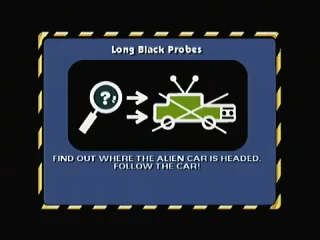 Long Black Probes
?:
FIND OUT WHERE THE ALIEN CAR IS HEADED.
FOLLOW THE CAR!